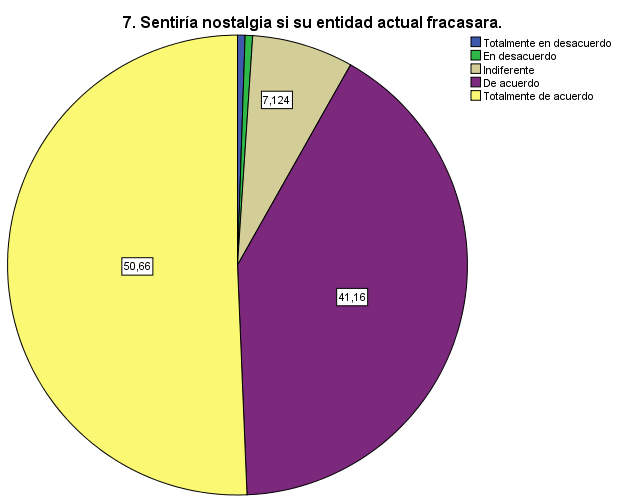 7. Sentiría nostalgia si su entidad actual fracasara.
Totalmente en desacuerdo
En desacuerdo
Indiferente
De acuerdo
Totalmente de acuerdo
7,124
50,66
41,16